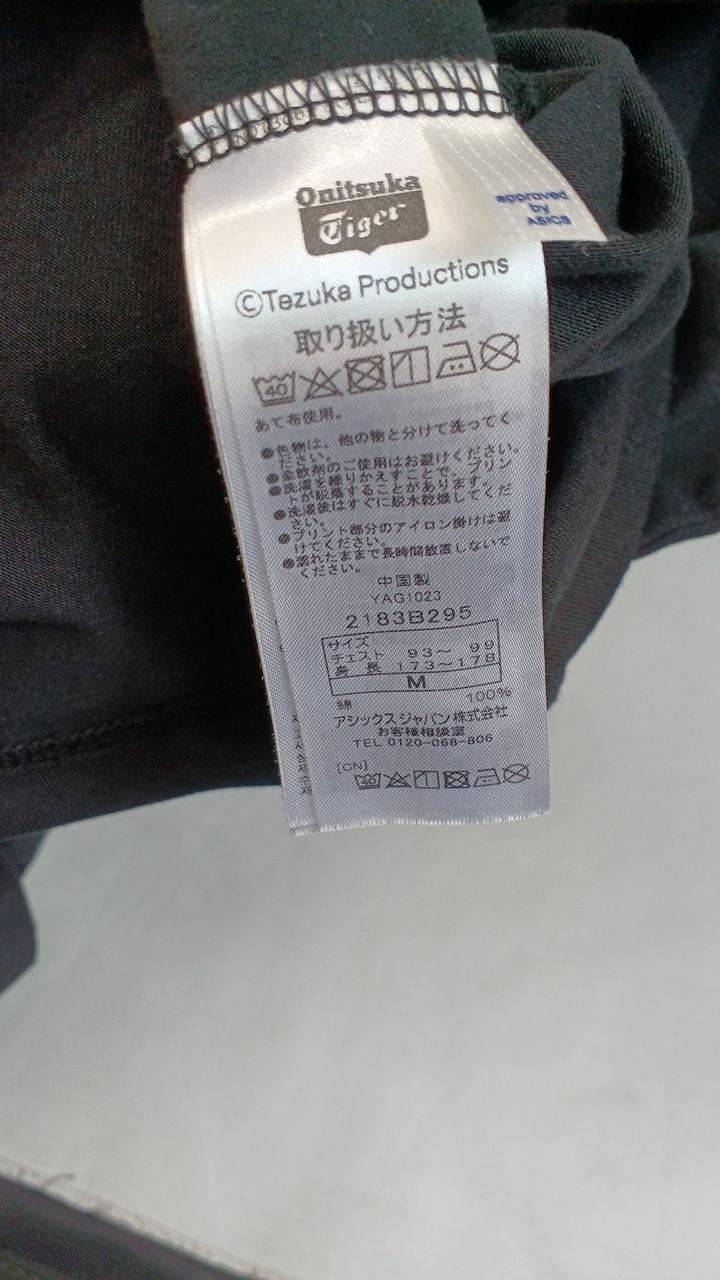 Onitsuka
Tiger
approved
by
ASICS
©Tezuka Productions
取り扱い方法
40
あて布使用。
●色物は、他の物と分けて洗ってく
ださい。
●柔軟剤のご使用はお避けください。
●洗濯を繰りかえすことで、プリン
トが脱落することがあります。
●洗濯後はすぐに脱水乾燥してくだ
さい。
●プリント部分のアイロン掛けは避
けてください。
●濡れたままで長時間放置しないで
ください。
中国製
YAG1023
2183B295
サイズ
チェスト 93～ 99
身 長 173～178
M
綿 100%
アシックスジャパン株式会社
お客様相談室
TEL 0120-068-806
[CN]
40